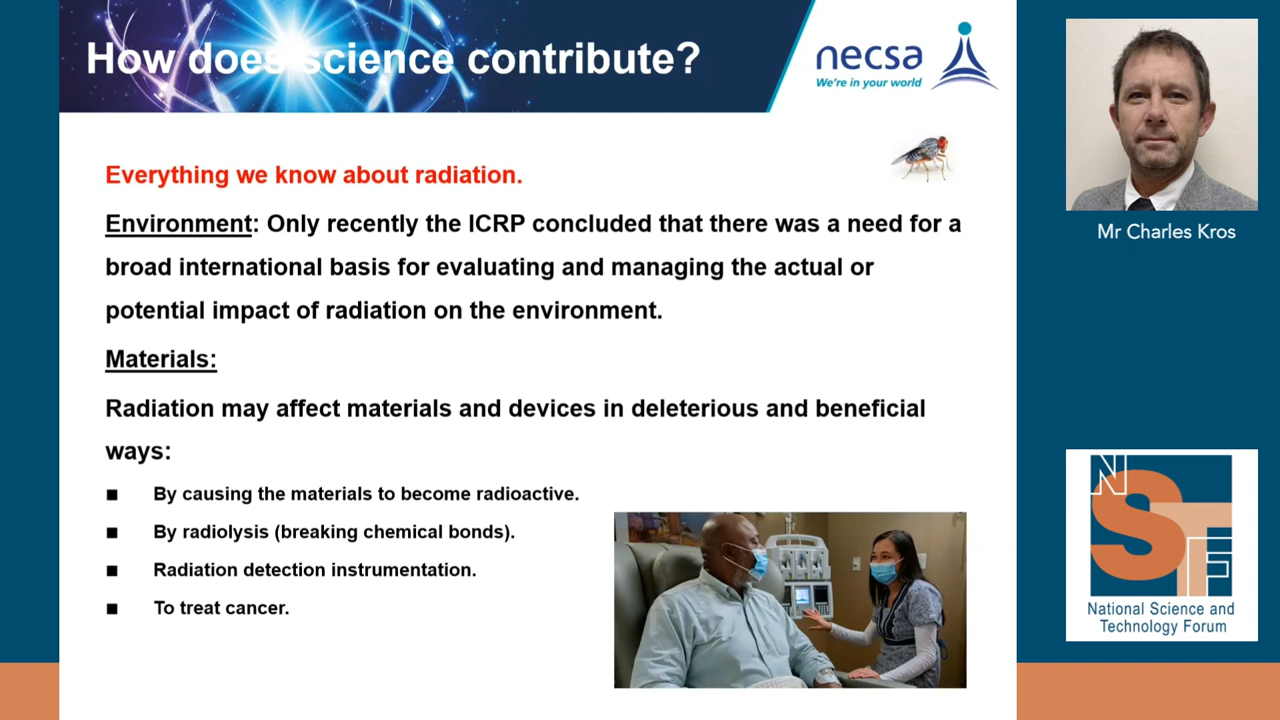 How does science contribute?
necsa
We're in your world
Everything we know about radiation.
Environment: Only recently the ICRP concluded that there was a need for a
broad international basis for evaluating and managing the actual or
potential impact of radiation on the environment.
Materials:
Radiation may affect materials and devices in deleterious and beneficial
ways:
■ By causing the materials to become radioactive.
■ By radiolysis (breaking chemical bonds).
■ Radiation detection instrumentation.
■ To treat cancer.
Mr Charles Kros
NSTF
National Science and
Technology Forum